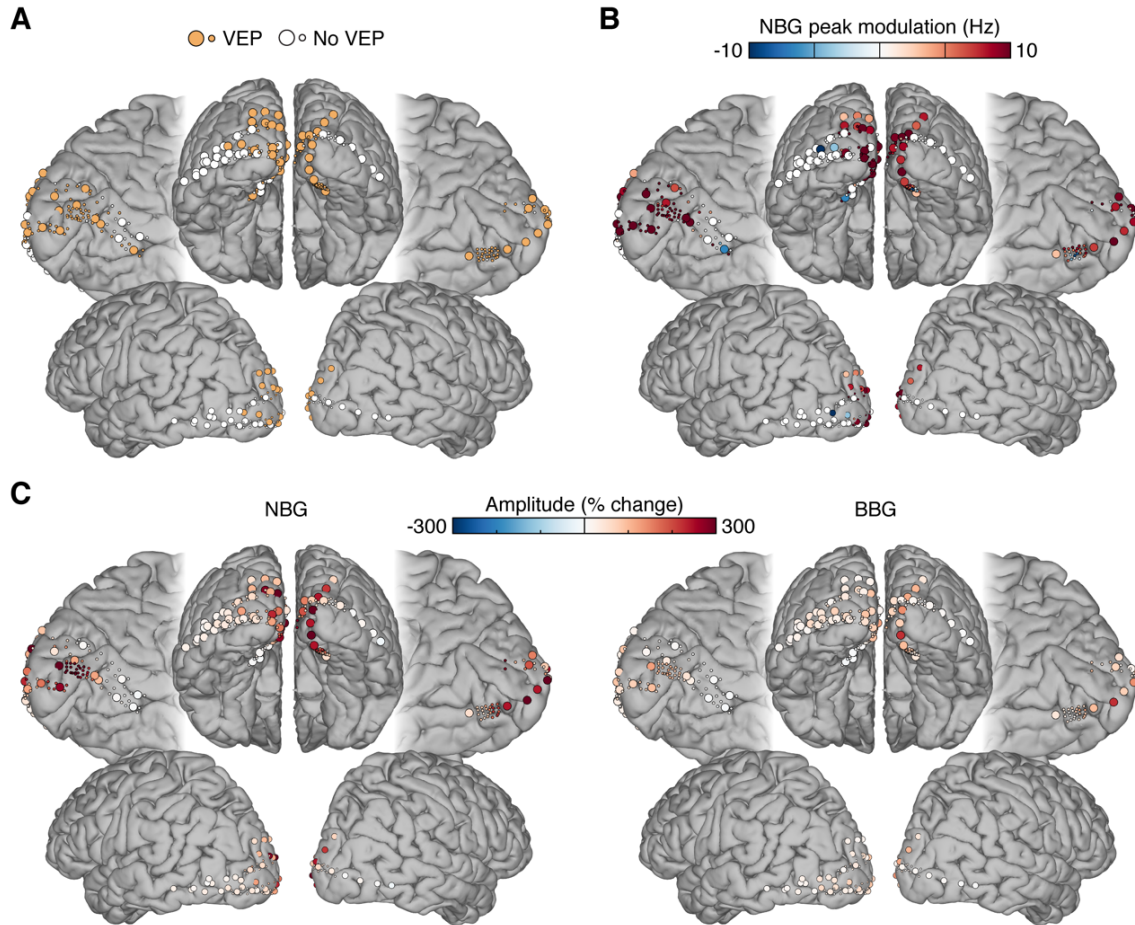 A
VEP
No VEP
B
NBG peak modulation (Hz)
-10
10
C
NBG
Amplitude (% change)
-300
300
BBG